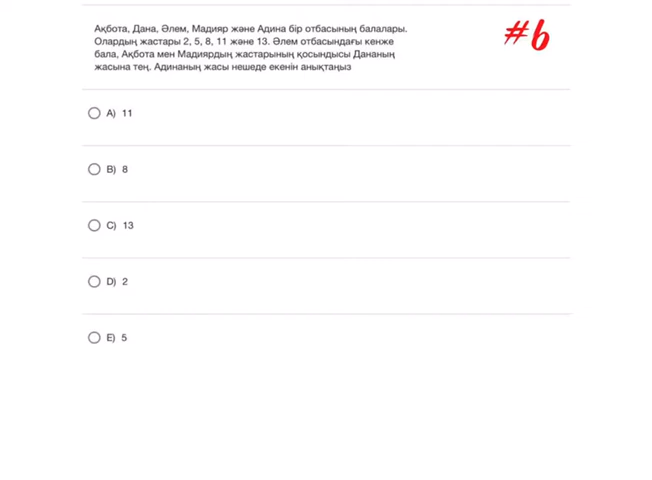 Ақбота, Дана, Әлем, Мадияр және Адина бір отбасының балалары.
Олардың жастары 2, 5, 8, 11 және 13. Әлем отбасындағы кенже
бала, Ақбота мен Мадиярдың жастарының қосындысы Дананың
жасына тең. Адинаның жасы нешеде екенін анықтаңыз
#6
A) 11
B) 8
C) 13
D) 2
E) 5